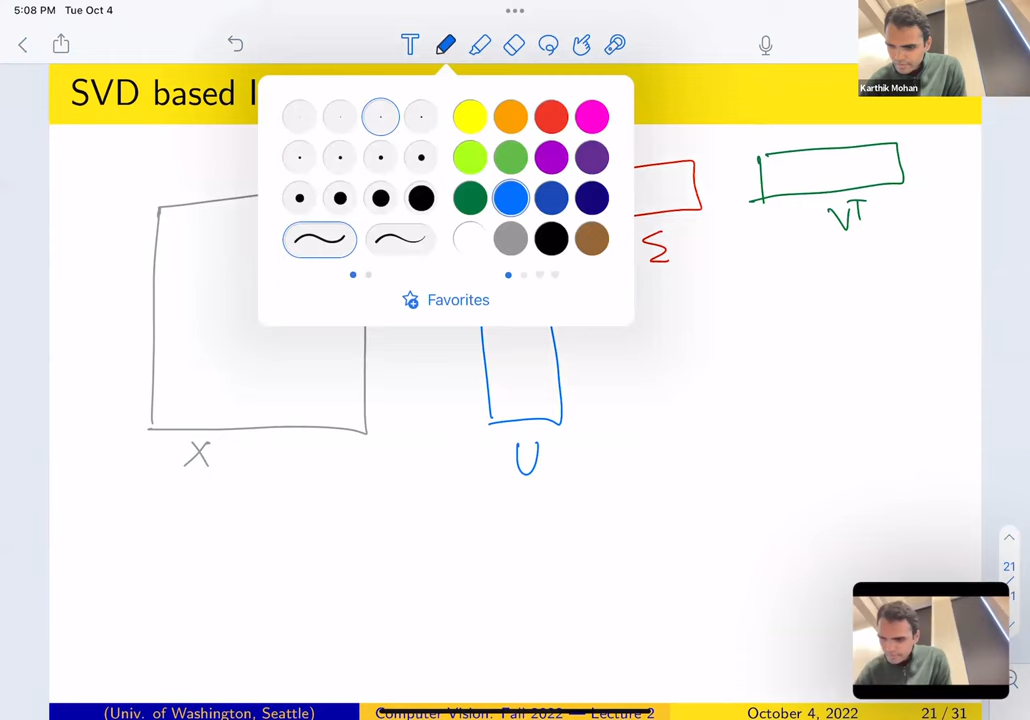 5:08 PM Tue Oct 4
Karthik Mohan
SVD based
Favorites
Σ
VT
X
U
21
(Univ. of Washington, Seattle)
Computer Vision: Fall 2022 — Lecture 2
October 4, 2022
21 / 31